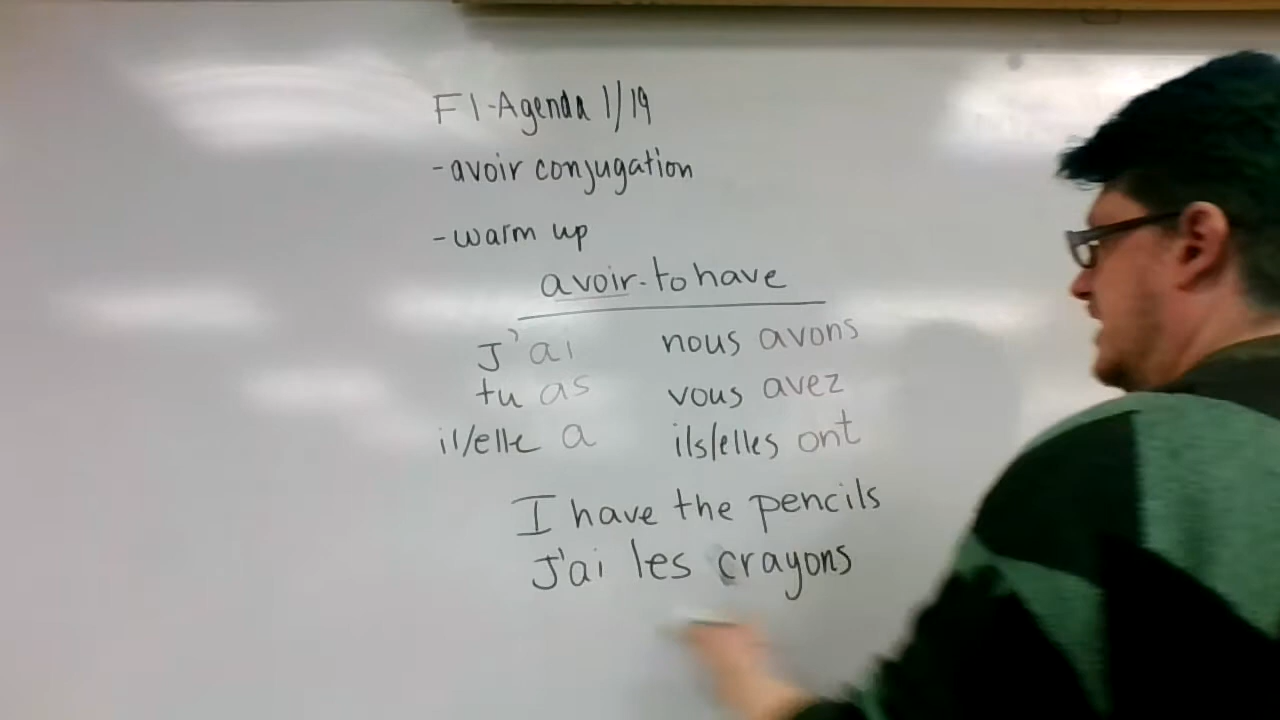 F1-Agenda 1/19
-avoir conjugation
-warm up
avoir-to have
J'ai nous avons
tu as vous avez
il/elle a ils/elles ont
I have the pencils
J'ai les crayons